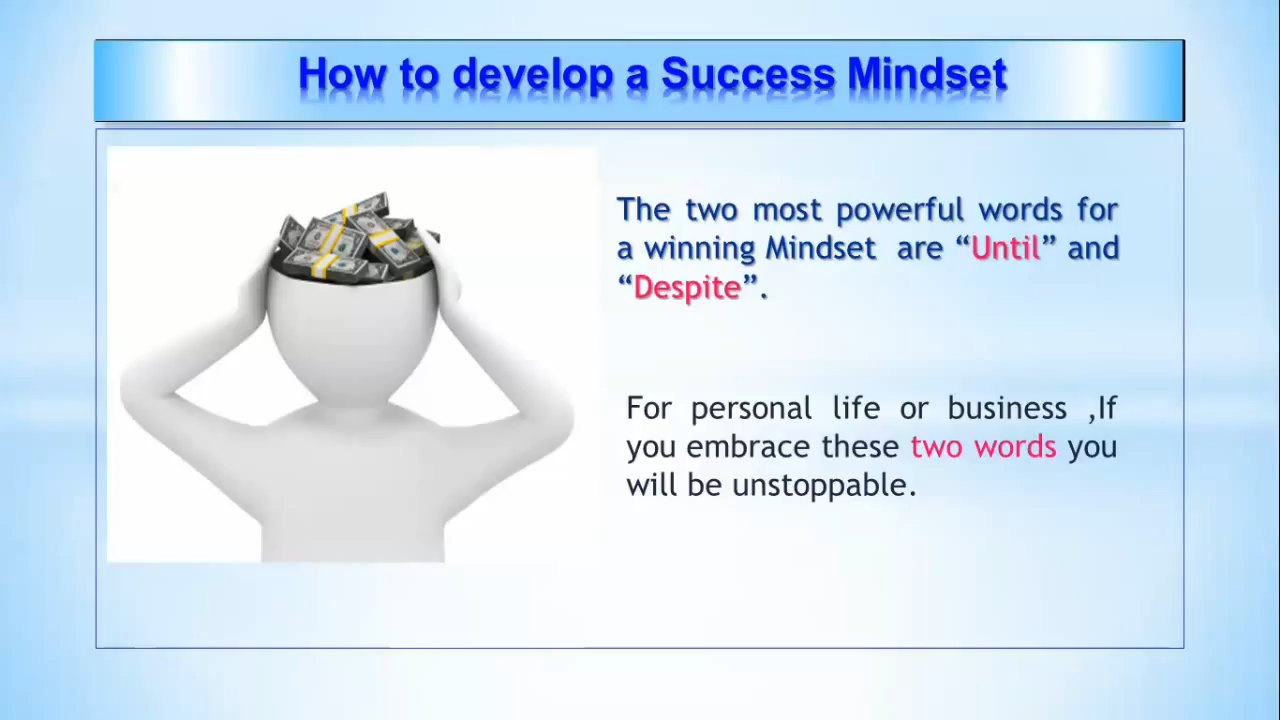 How to develop a Success Mindset
The two most powerful words for
a winning Mindset are “Until” and
“Despite”.
For personal life or business ,If
you embrace these two words you
will be unstoppable.